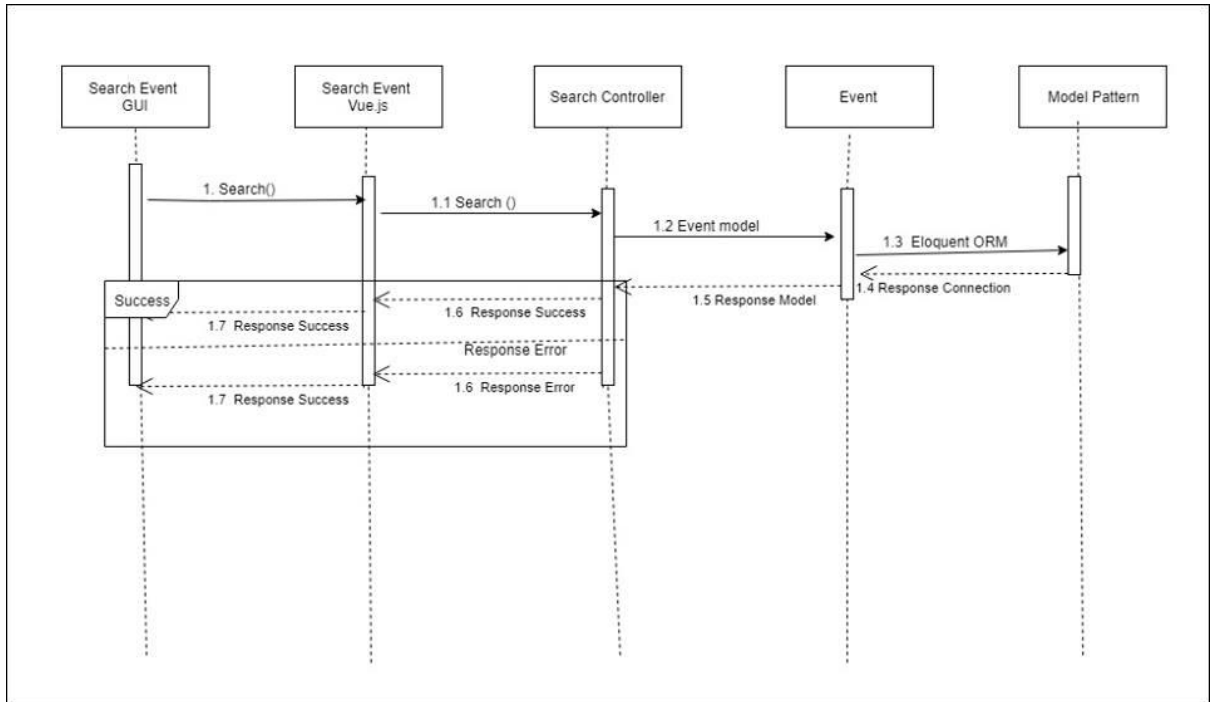 Search Event
GUI
Search Event
Vue.js
Search Controller
Event
Model Pattern
1. Search()
1.1 Search ()
1.2 Event model
1.3 Eloquent ORM
1.4 Response Connection
1.5 Response Model
Success
1.6 Response Success
1.7 Response Success
Response Error
1.6 Response Error
1.7 Response Success